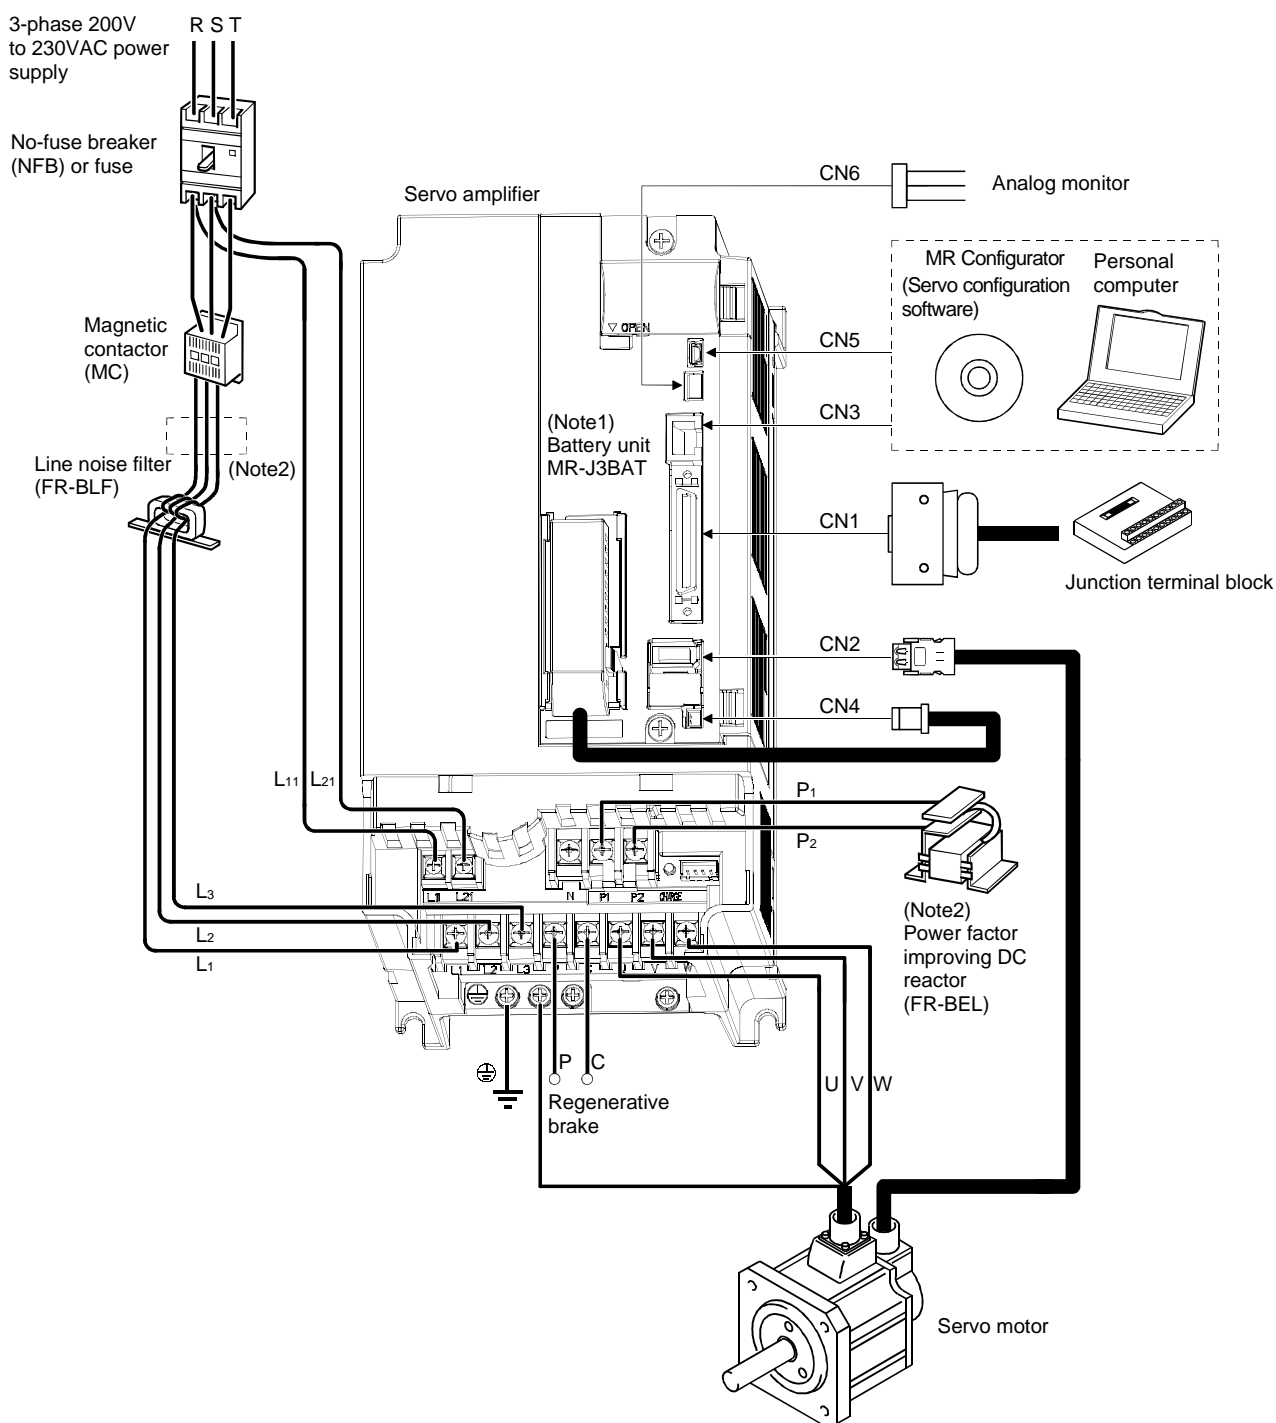 3-phase 200V
to 230VAC power
supply
R S T
No-fuse breaker
(NFB) or fuse
Servo amplifier
CN6
Analog monitor
MR Configurator
(Servo configuration
software)
Personal
computer
Magnetic
contactor
(MC)
▽ OPEN
CN5
CN3
(Note1)
Battery unit
MR-J3BAT
Line noise filter
(FR-BLF)
(Note2)
CN1
Junction terminal block
CN2
CN4
L11 L21
P1
P2
L11 L21
N P1 P2 CHARGE
L3
L2
L1
(Note2)
Power factor
improving DC
reactor
(FR-BEL)
L1 L2 L3
V
P C
Regenerative
brake
U V W
Servo motor